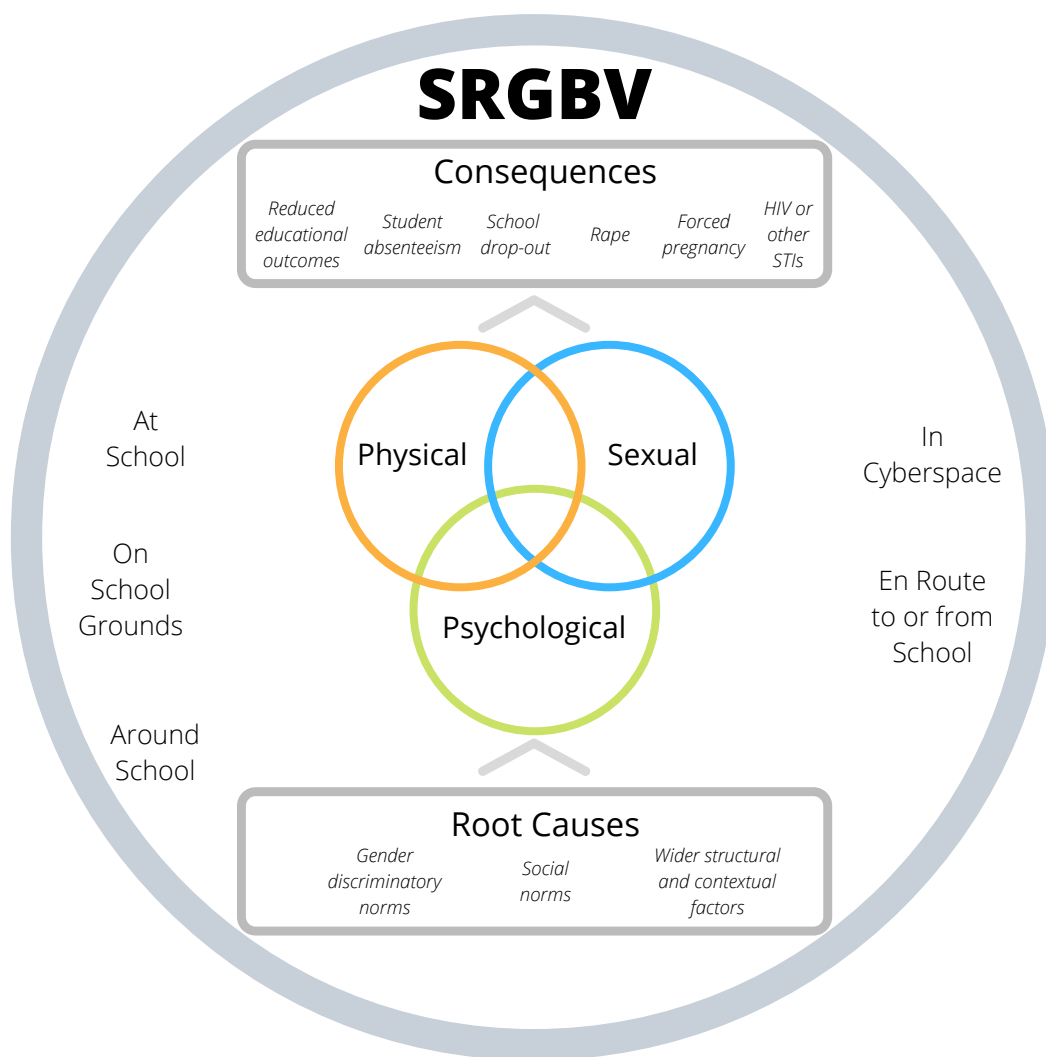 SRGBV
Consequences
Reduced
educational
outcomes
Student
absenteeism
School
drop-out
Rape
Forced
pregnancy
HIV or
other
STIs
At
School
On
School
Grounds
Around
School
Physical
Sexual
Psychological
In
Cyberspace
En Route
to or from
School
Root Causes
Gender
discriminatory
norms
Social
norms
Wider structural
and contextual
factors